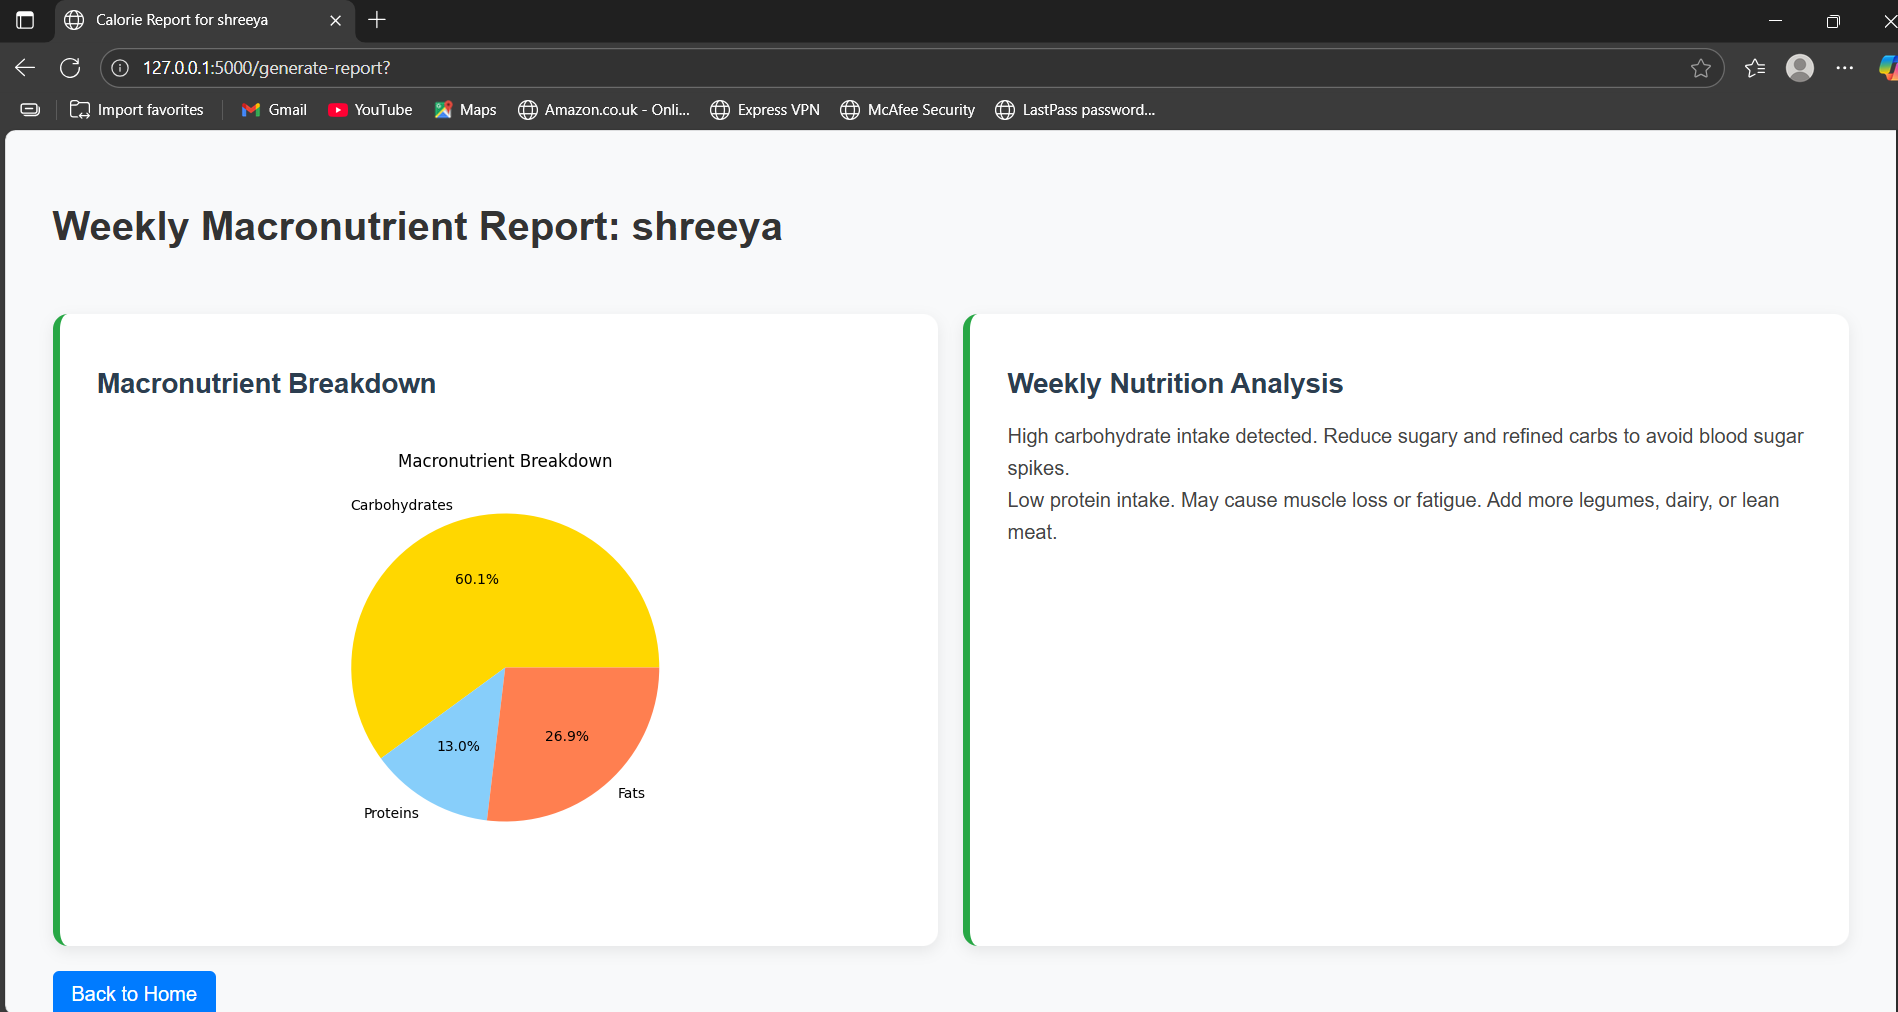 Calorie Report for shreeya
127.0.0.1:5000/generate-report?
Import favorites
Gmail
YouTube
Maps
Amazon.co.uk - Onli...
Express VPN
McAfee Security
LastPass password...
Weekly Macronutrient Report: shreeya
Macronutrient Breakdown
Macronutrient Breakdown
Carbohydrates
60.1%
13.0%
26.9%
Fats
Proteins
Weekly Nutrition Analysis
High carbohydrate intake detected. Reduce sugary and refined carbs to avoid blood sugar
spikes.
Low protein intake. May cause muscle loss or fatigue. Add more legumes, dairy, or lean
meat.
Back to Home